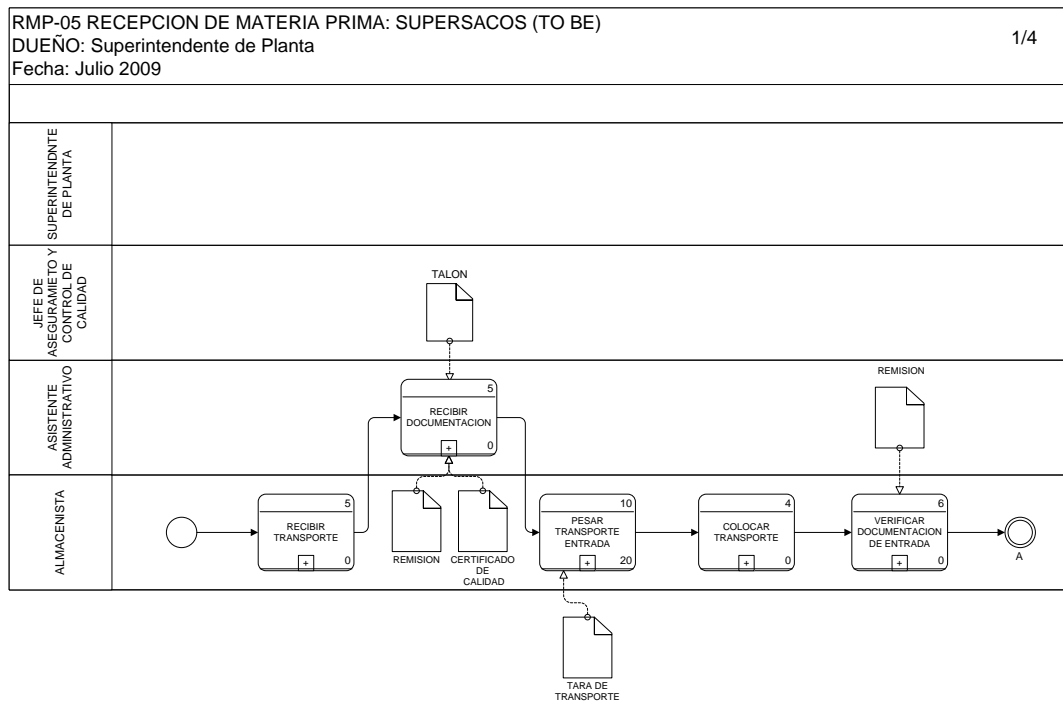 RMP-05 RECEPCION DE MATERIA PRIMA: SUPERSACOS (TO BE)
DUEÑO: Superintendente de Planta
Fecha: Julio 2009
1/4
SUPERINTENDNTE
DE PLANTA
JEFE DE
ASEGURAMIETO Y
CONTROL DE
CALIDAD
TALON
ASISTENTE
ADMINISTRATIVO
5
RECIBIR
DOCUMENTACION
+
0
REMISION
ALMACENISTA
5
RECIBIR
TRANSPORTE
+
0
REMISION
CERTIFICADO
DE
CALIDAD
10
PESAR
TRANSPORTE
ENTRADA
+
20
4
COLOCAR
TRANSPORTE
+
0
6
VERIFICAR
DOCUMENTACION
DE ENTRADA
+
0
A
TARA DE
TRANSPORTE